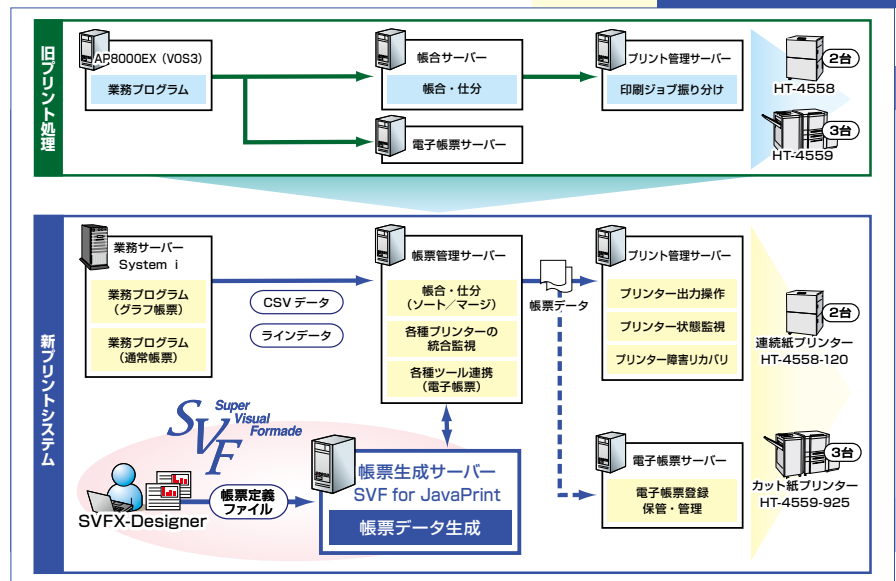 旧プリント処理
AP8000EX（VOS3）
業務プログラム
帳合サーバー
帳合・仕分
電子帳票サーバー
プリント管理サーバー
印刷ジョブ振り分け
2台
HT-4558
3台
HT-4559
新プリントシステム
業務サーバー
System i
業務プログラム
（グラフ帳票）
業務プログラム
（通常帳票）
CSV データ
ラインデータ
帳票管理サーバー
帳合・仕分
（ソート／マージ）
各種プリンターの
統合監視
各種ツール連携
（電子帳票）
帳票データ
プリント管理サーバー
プリンター出力操作
プリンター状態監視
プリンター障害リカバリ
2台
連続紙プリンター
HT-4558-120
SVF
Super
Visual
Formade
SVFX-Designer
帳票定義
ファイル
帳票生成サーバー
SVF for JavaPrint
帳票データ生成
電子帳票サーバー
電子帳票登録
保管・管理
3台
カット紙プリンター
HT-4559-925